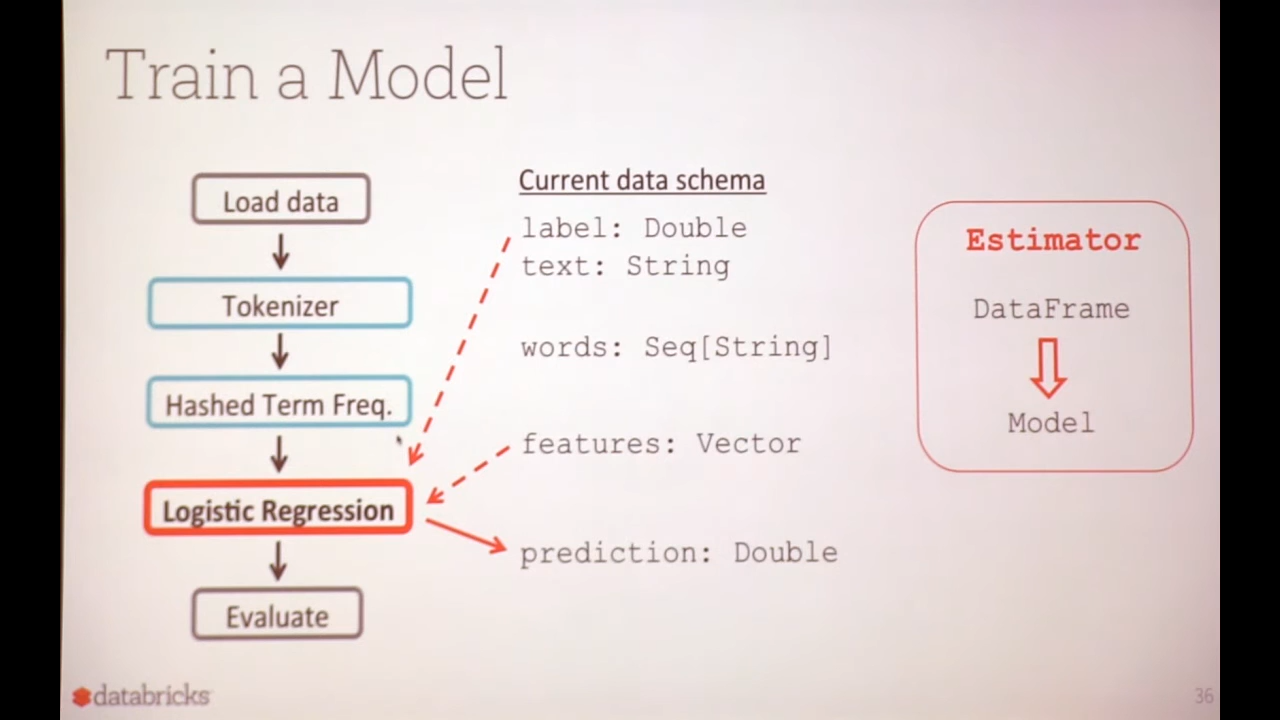 Train a Model
Load data
Tokenizer
Hashed Term Freq.
Logistic Regression
Evaluate
Current data schema
label: Double
text: String
words: Seq[String]
features: Vector
prediction: Double
Estimator
DataFrame
Model
databricks
36